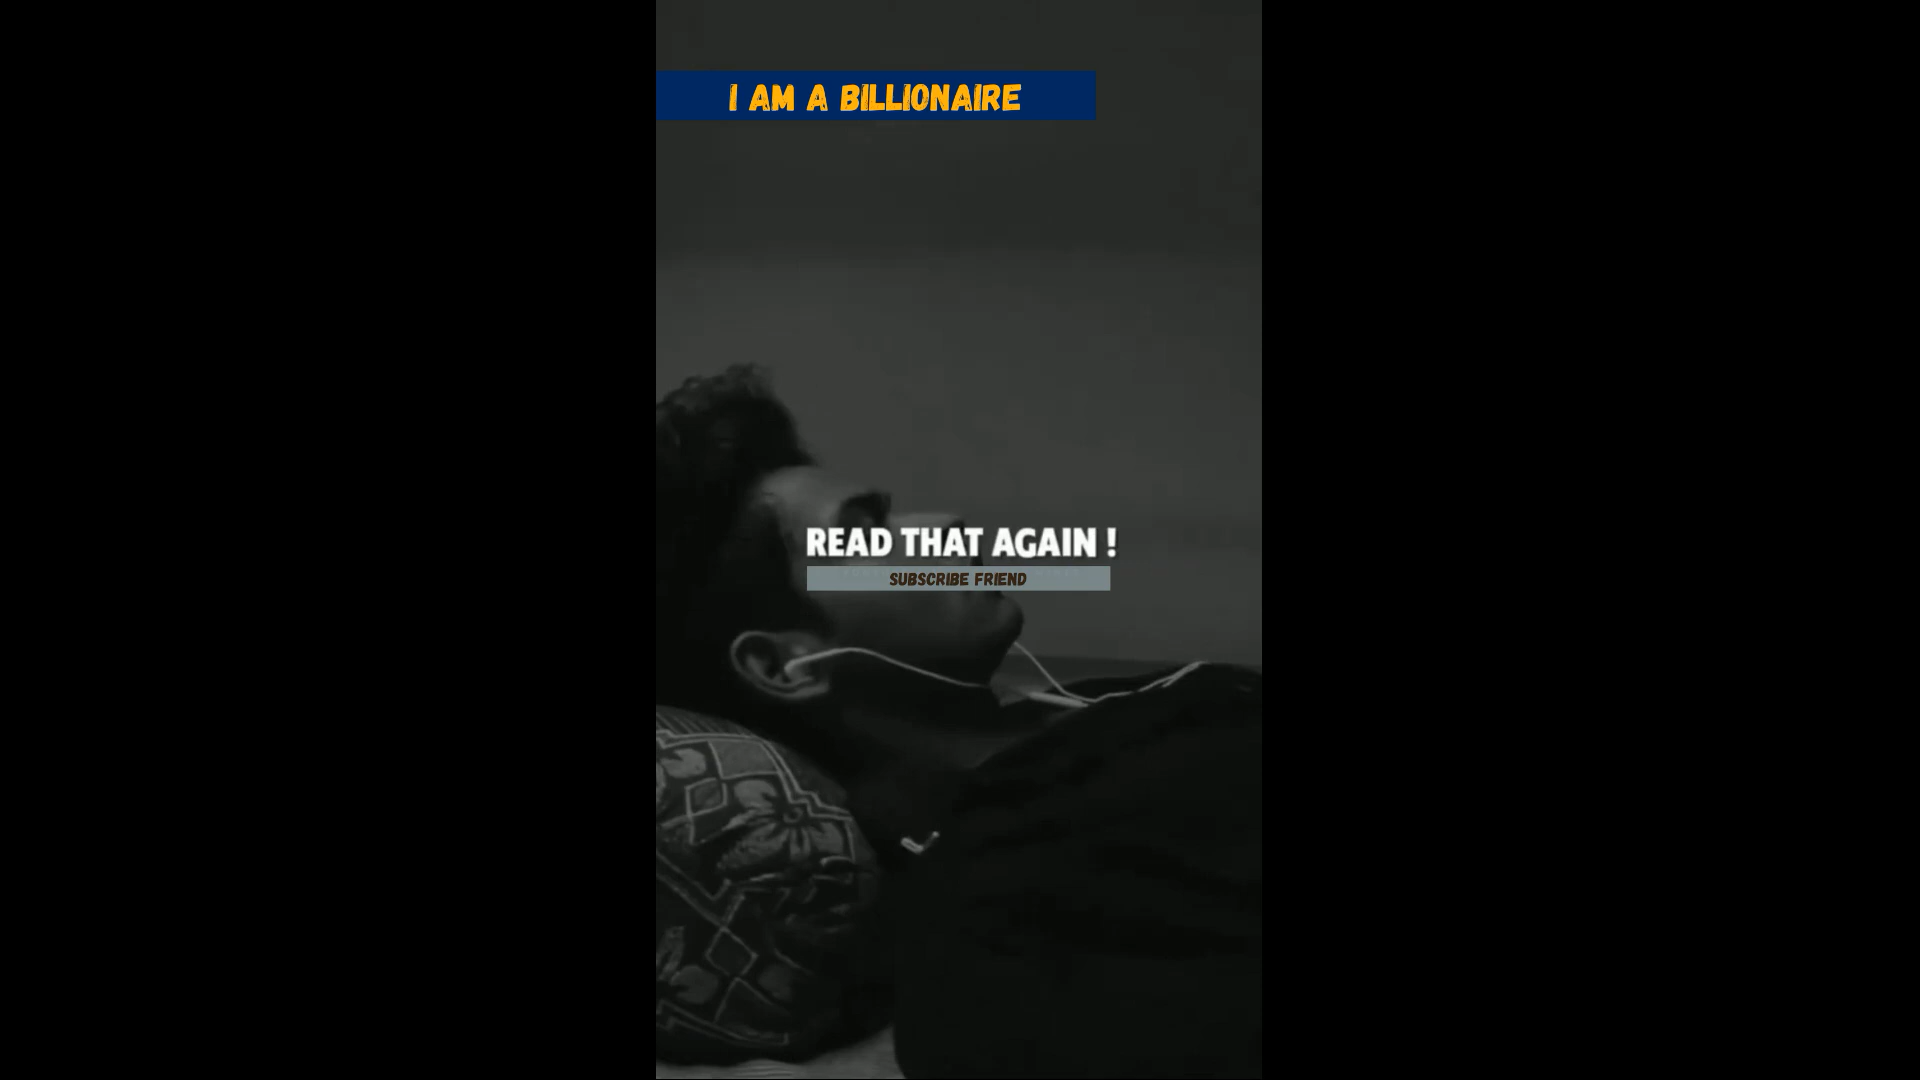 I AM A BILLIONAIRE
READ THAT AGAIN !
SUBSCRIBE FRIEND